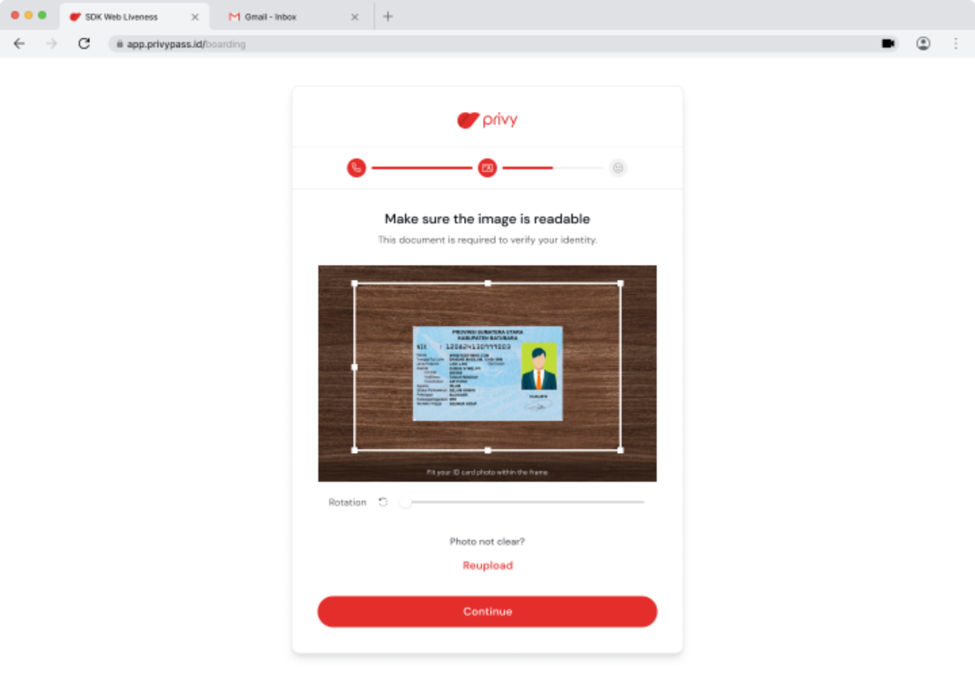 SDK Web Liveness
Gmail - Inbox
app.privypass.id/boarding
privy
Make sure the image is readable
This document is required to verify your identity.
PROVINSI SUMATERA UTARA
KABUPATEN BATUBARA
NIK : 1206241309990003
Fit your ID card photo within the frame
Rotation
Photo not clear?
Reupload
Continue